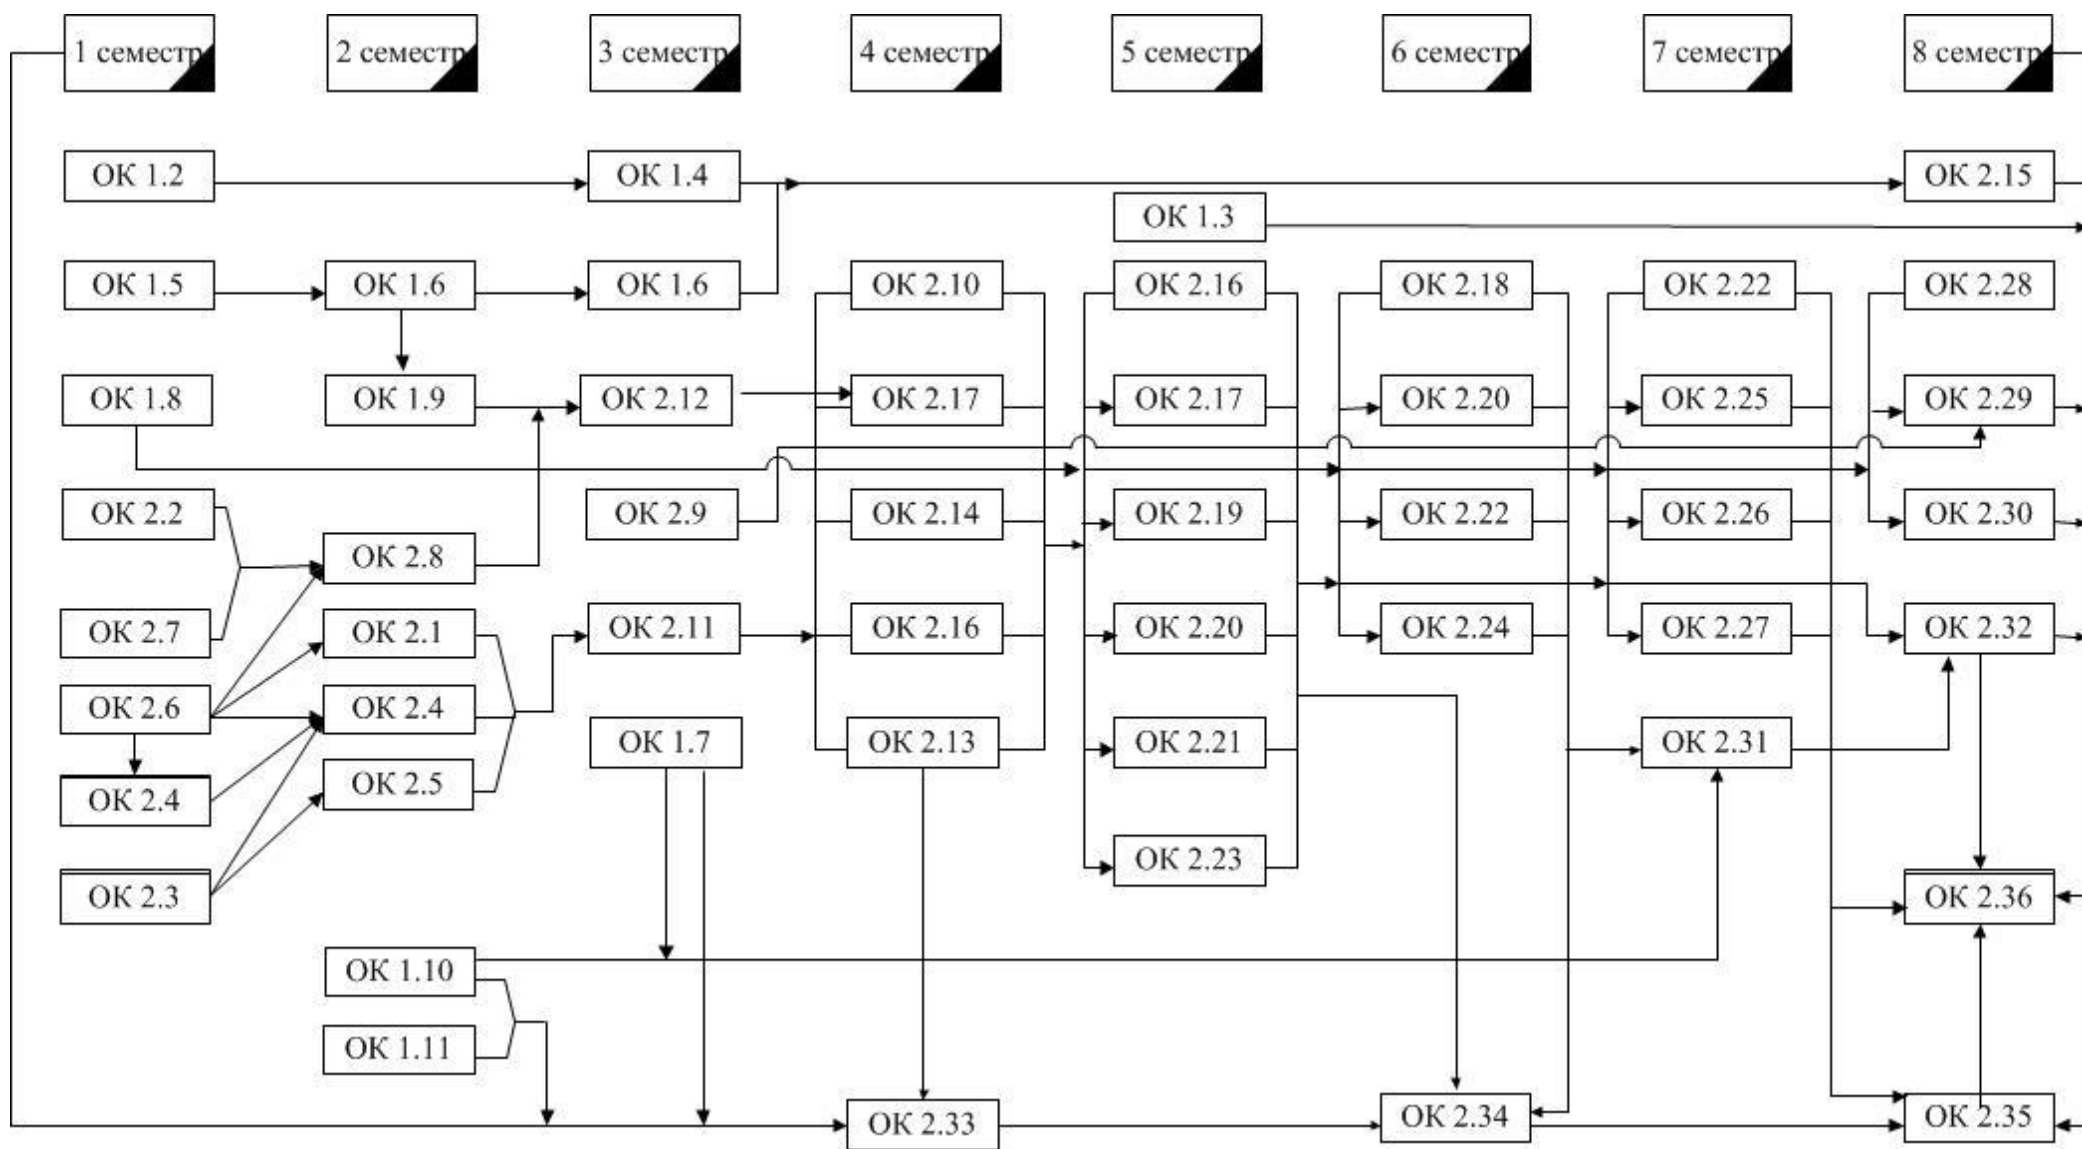 1 семестр
2 семестр
3 семестр
4 семестр
5 семестр
6 семестр
7 семестр
8 семестр
ОК 1.2
ОК 1.4
ОК 2.15
ОК 1.3
ОК 1.5
ОК 1.6
ОК 1.6
ОК 2.10
ОК 2.16
ОК 2.18
ОК 2.22
ОК 2.28
ОК 1.8
ОК 1.9
ОК 2.12
ОК 2.17
ОК 2.17
ОК 2.20
ОК 2.25
ОК 2.29
ОК 2.2
ОК 2.9
ОК 2.14
ОК 2.19
ОК 2.22
ОК 2.26
ОК 2.30
ОК 2.8
ОК 2.7
ОК 2.1
ОК 2.11
ОК 2.16
ОК 2.20
ОК 2.24
ОК 2.27
ОК 2.32
ОК 2.6
ОК 2.4
ОК 1.7
ОК 2.13
ОК 2.21
ОК 2.31
ОК 2.4
ОК 2.5
ОК 2.23
ОК 2.3
ОК 2.36
ОК 1.10
ОК 1.11
ОК 2.33
ОК 2.34
ОК 2.35